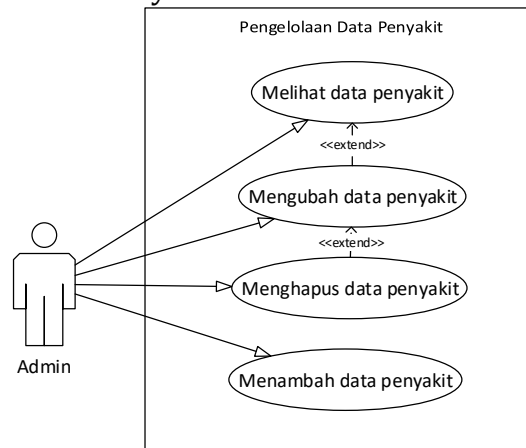 Pengelolaan Data Penyakit
Melihat data penyakit
<<extend>>
Mengubah data penyakit
<<extend>>
Menghapus data penyakit
Admin
Menambah data penyakit